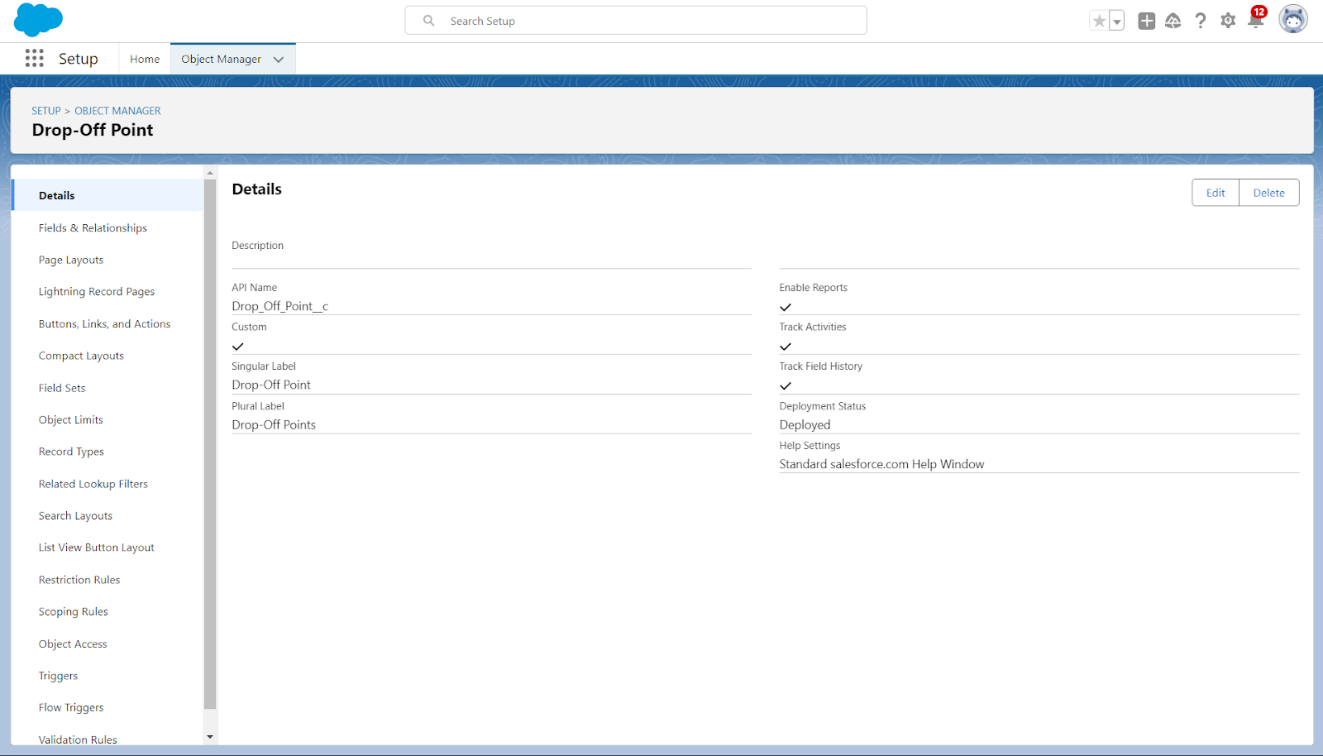 Search Setup
12
Setup
Home
Object Manager
SETUP > OBJECT MANAGER
Drop-Off Point
Details
Fields & Relationships
Page Layouts
Lightning Record Pages
Buttons, Links, and Actions
Compact Layouts
Field Sets
Object Limits
Record Types
Related Lookup Filters
Search Layouts
List View Button Layout
Restriction Rules
Scoping Rules
Object Access
Triggers
Flow Triggers
Validation Rules
Details
Edit
Delete
Description
API Name
Drop_Off_Point__c
Custom
Singular Label
Drop-Off Point
Plural Label
Drop-Off Points
Enable Reports
Track Activities
Track Field History
Deployment Status
Deployed
Help Settings
Standard salesforce.com Help Window